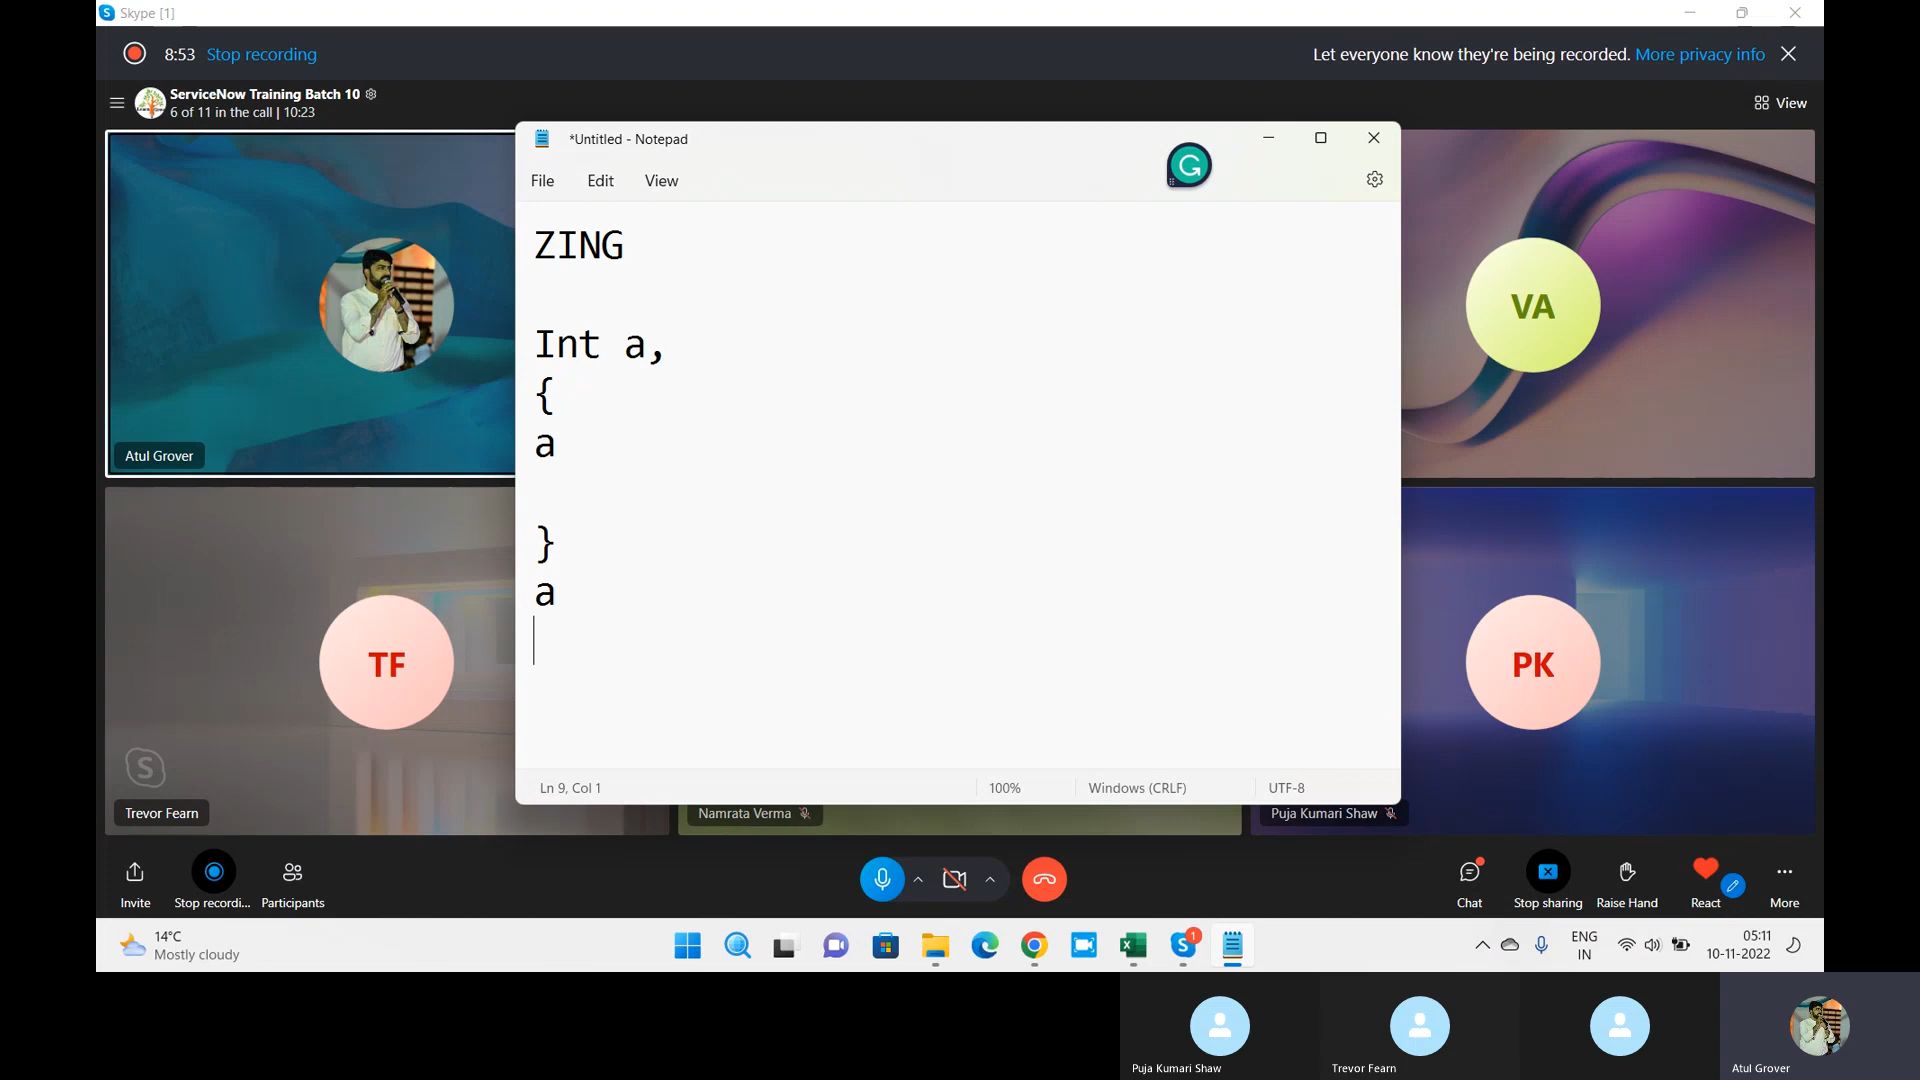 Skype [1]
8:53 Stop recording
Let everyone know they're being recorded. More privacy info
ServiceNow Training Batch 10
6 of 11 in the call | 10:23
View
*Untitled - Notepad
File Edit View
ZING
Int a,
{
a
}
a
Ln 9, Col 1
100%
Windows (CRLF)
UTF-8
Atul Grover
VA
TF
PK
Trevor Fearn
Namrata Verma
Puja Kumari Shaw
Invite
Stop recordi...
Participants
Chat
Stop sharing
Raise Hand
React
More
14°C
Mostly cloudy
1
ENG
IN
05:11
10-11-2022
Puja Kumari Shaw
Trevor Fearn
Atul Grover